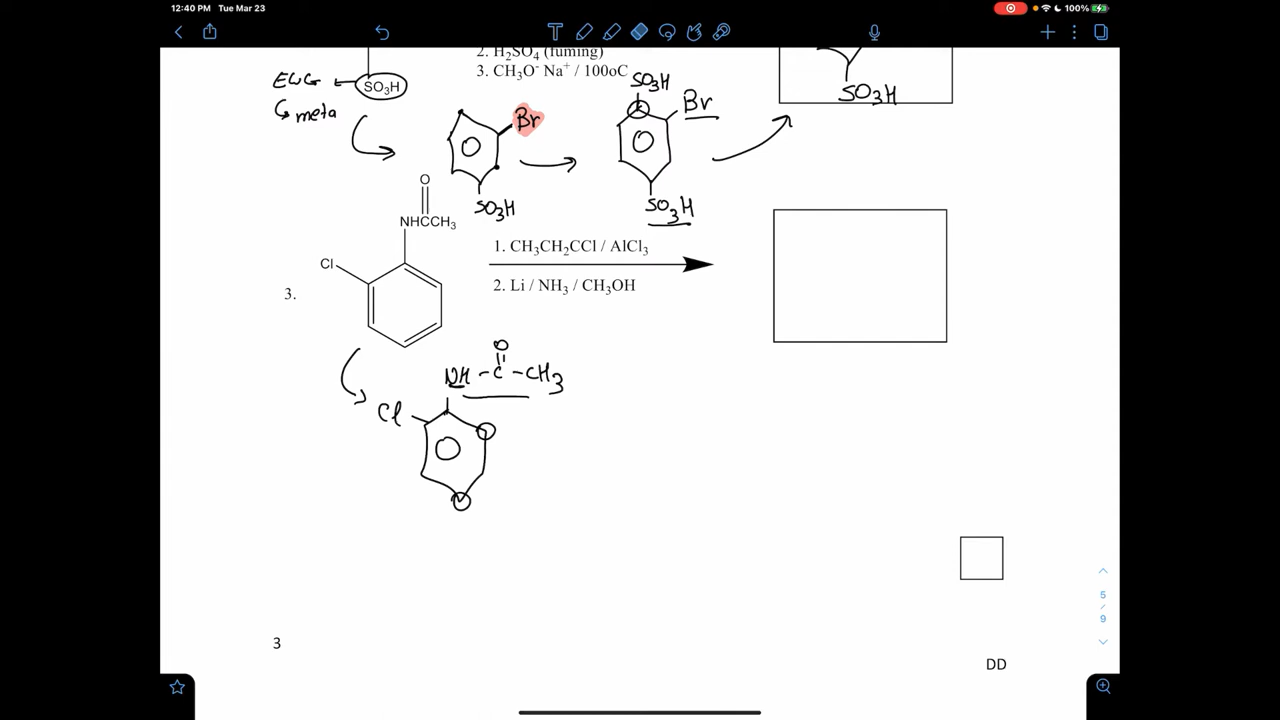 12:40 PM Tue Mar 23
100%
2. H₂SO₄ (fuming)
3. CH₃O⁻ Na⁺ / 100oC
EWG
SO₃H
↳ meta
Br
SO₃H
SO₃H
Br
SO₃H
SO₃H
O
NHCCH₃
Cl
3.
1. CH₃CH₂CCl / AlCl₃
2. Li / NH₃ / CH₃OH
O
NH - C - CH₃
Cl
3
DD
5
/
9